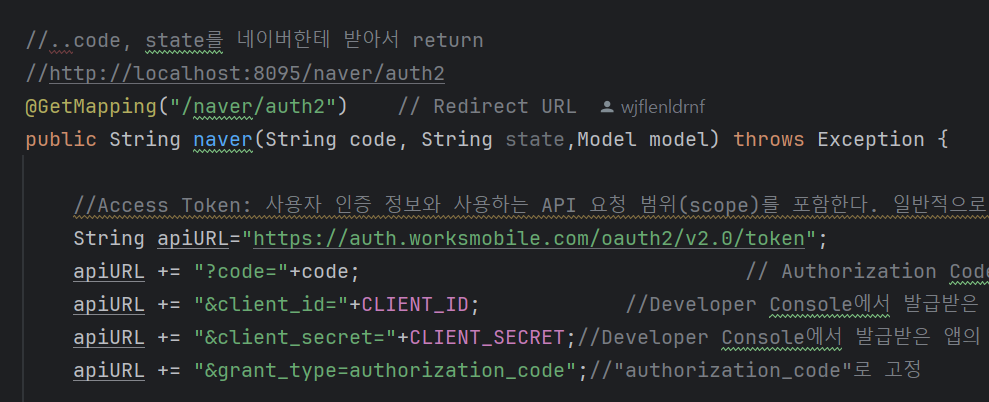 //..code, state를 네이버한테 받아서 return
//http://localhost:8095/naver/auth2
@GetMapping("/naver/auth2")    // Redirect URL  wjflenldrnf
public String naver(String code, String state,Model model) throws Exception {
//Access Token: 사용자 인증 정보와 사용하는 API 요청 범위(scope)를 포함한다. 일반적으로
String apiURL="https://auth.worksmobile.com/oauth2/v2.0/token";
apiURL += "?code="+code;                                // Authorization Code
apiURL += "&client_id="+CLIENT_ID;            //Developer Console에서 발급받은
apiURL += "&client_secret="+CLIENT_SECRET;//Developer Console에서 발급받은 앱의
apiURL += "&grant_type=authorization_code";//"authorization_code"로 고정